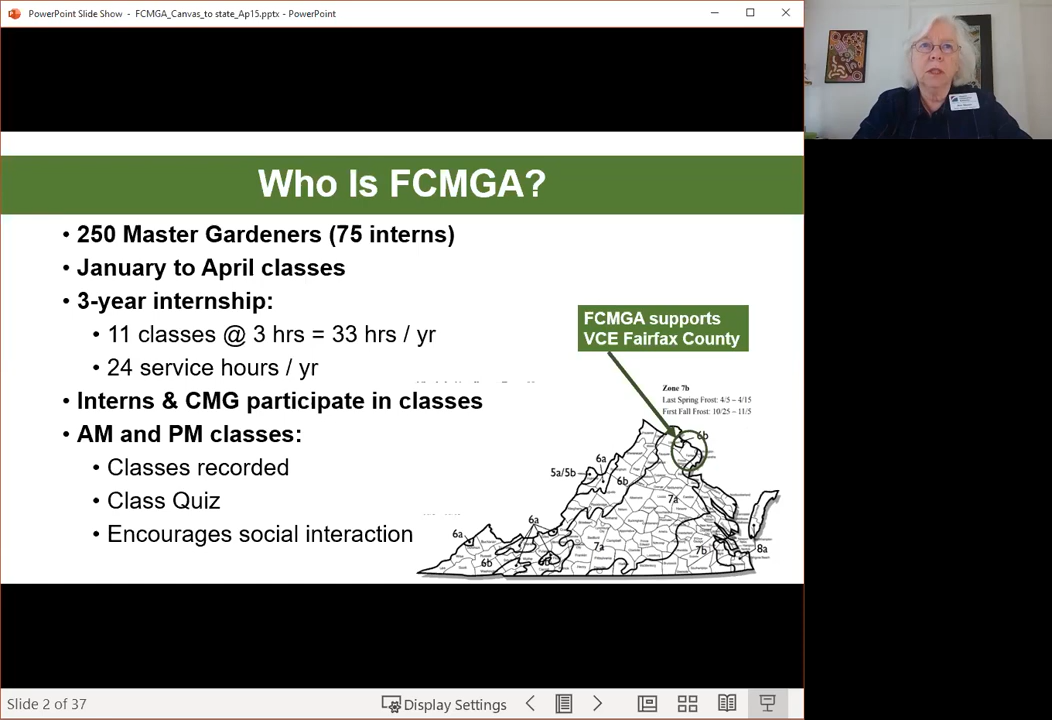 PowerPoint Slide Show - FCMGA_Canvas_to state_Ap15.pptx - PowerPoint
Who Is FCMGA?
• 250 Master Gardeners (75 interns)
• January to April classes
• 3-year internship:
• 11 classes @ 3 hrs = 33 hrs / yr
• 24 service hours / yr
• Interns & CMG participate in classes
• AM and PM classes:
• Classes recorded
• Class Quiz
• Encourages social interaction
FCMGA supports
VCE Fairfax County
Zone 7b
Last Spring Frost: 4/5 – 4/15
First Fall Frost: 10/25 – 11/5
6b
6a
5a/5b
6b
7a
6a
6a
7a
7b
8a
6b
6b
Slide 2 of 37
Display Settings